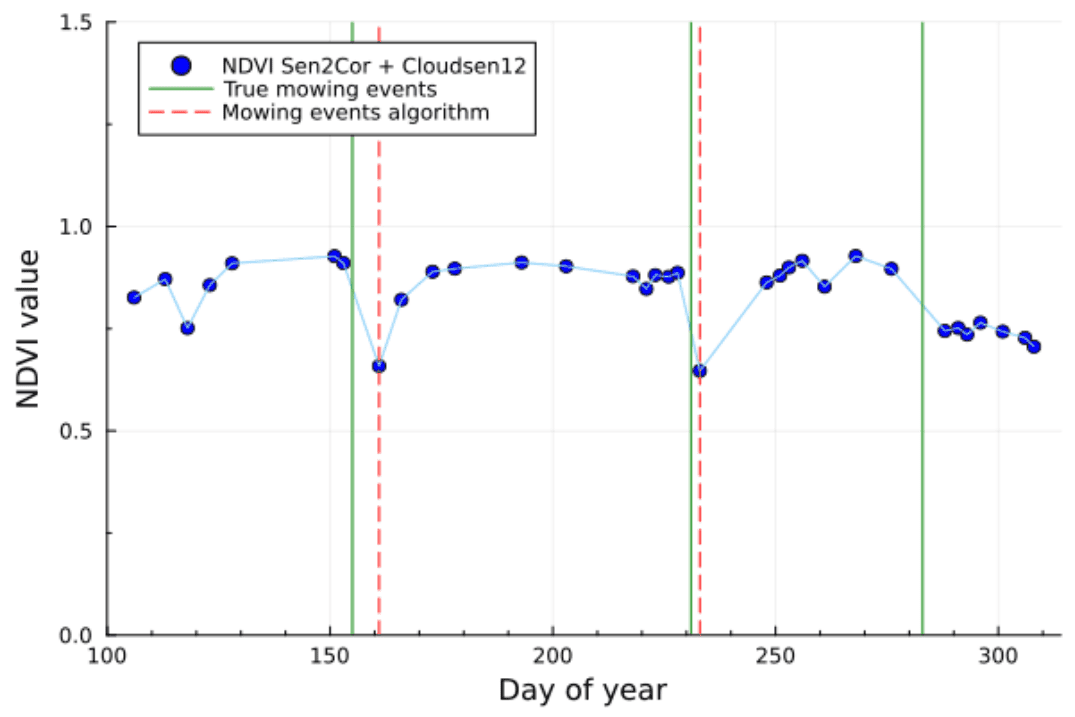 1.5
NDVI Sen2Cor + Cloudsen12
True mowing events
Mowing events algorithm
1.0
NDVI value
0.5
0.0
100 150 200 250 300
Day of year